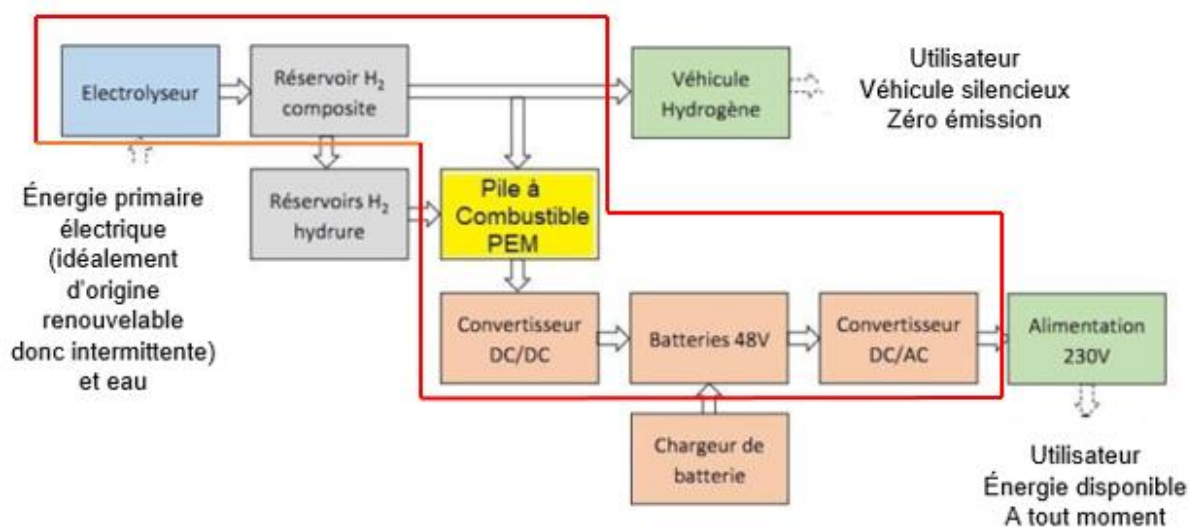 Electrolyseur
Réservoir H₂
composite
Véhicule
Hydrogène
Utilisateur
Véhicule silencieux
Zéro émission
Énergie primaire
électrique
(idéalement
d'origine
renouvelable
donc intermittente)
et eau
Réservoirs H₂
hydrure
Pile à
Combustible
PEM
Convertisseur
DC/DC
Batteries 48V
Convertisseur
DC/AC
Alimentation
230V
Chargeur de
batterie
Utilisateur
Énergie disponible
A tout moment